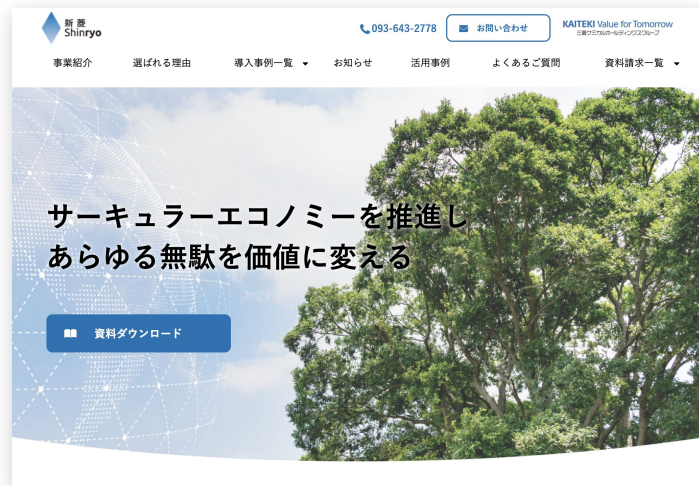 新菱
Shinryo
093-643-2778
お問い合わせ
KAITEKI Value for Tomorrow
三菱ケミカルホールディングスグループ
事業紹介 選ばれる理由 導入事例一覧 お知らせ 活用事例 よくあるご質問 資料請求一覧
サーキュラーエコノミーを推進し
あらゆる無駄を価値に変える
資料ダウンロード